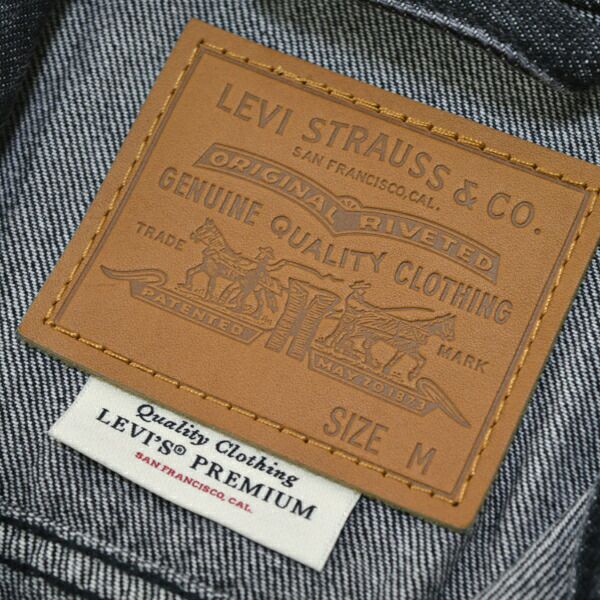 LEVI STRAUSS & CO.
SAN FRANCISCO, CAL.
ORIGINAL RIVETED
GENUINE QUALITY CLOTHING
TRADE MARK
PATENTED MAY 20 1873
SIZE M
Quality Clothing
LEVI'S® PREMIUM
SAN FRANCISCO, CAL.